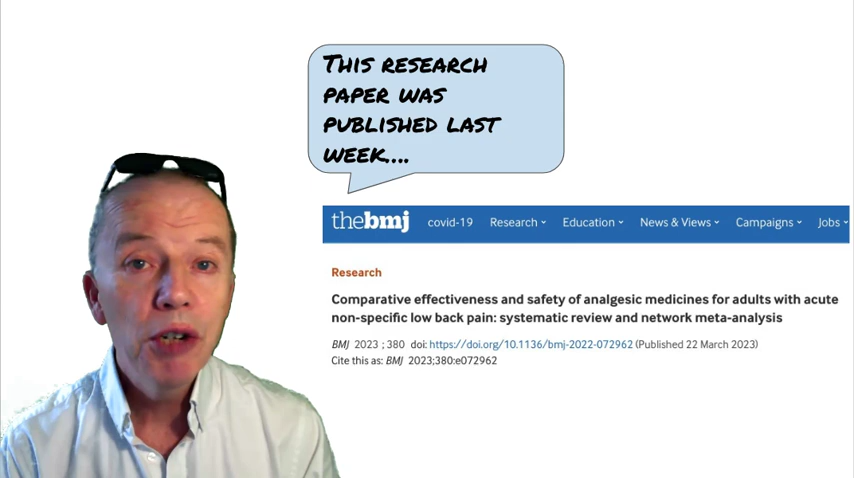 This research
paper was
published last
week....
thebmj covid-19 Research Education News & Views Campaigns Jobs
Research
Comparative effectiveness and safety of analgesic medicines for adults with acute
non-specific low back pain: systematic review and network meta-analysis
BMJ 2023 ; 380 doi: https://doi.org/10.1136/bmj-2022-072962 (Published 22 March 2023)
Cite this as: BMJ 2023;380:e072962